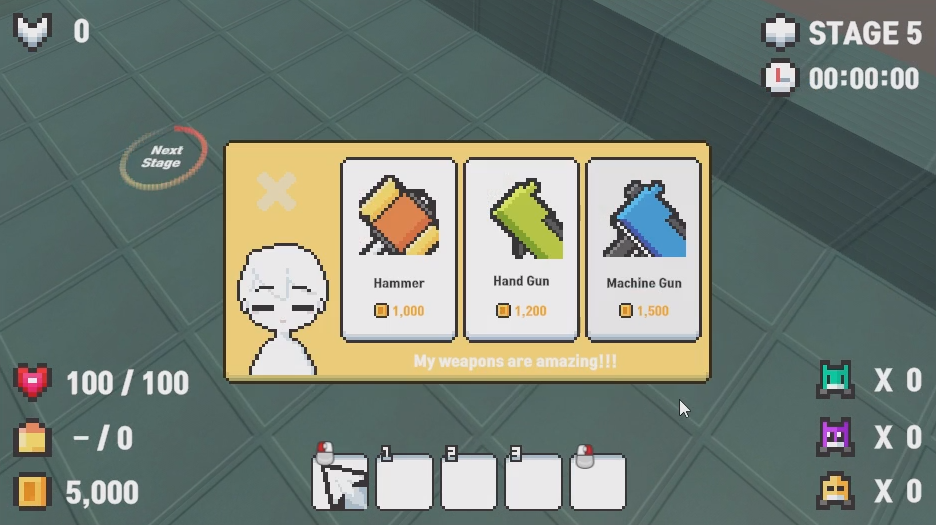 0
STAGE 5
00:00:00
Next
Stage
Hammer
1,000
Hand Gun
1,200
Machine Gun
1,500
My weapons are amazing!!!
100 / 100
- / 0
5,000
1
2
3
X 0
X 0
X 0